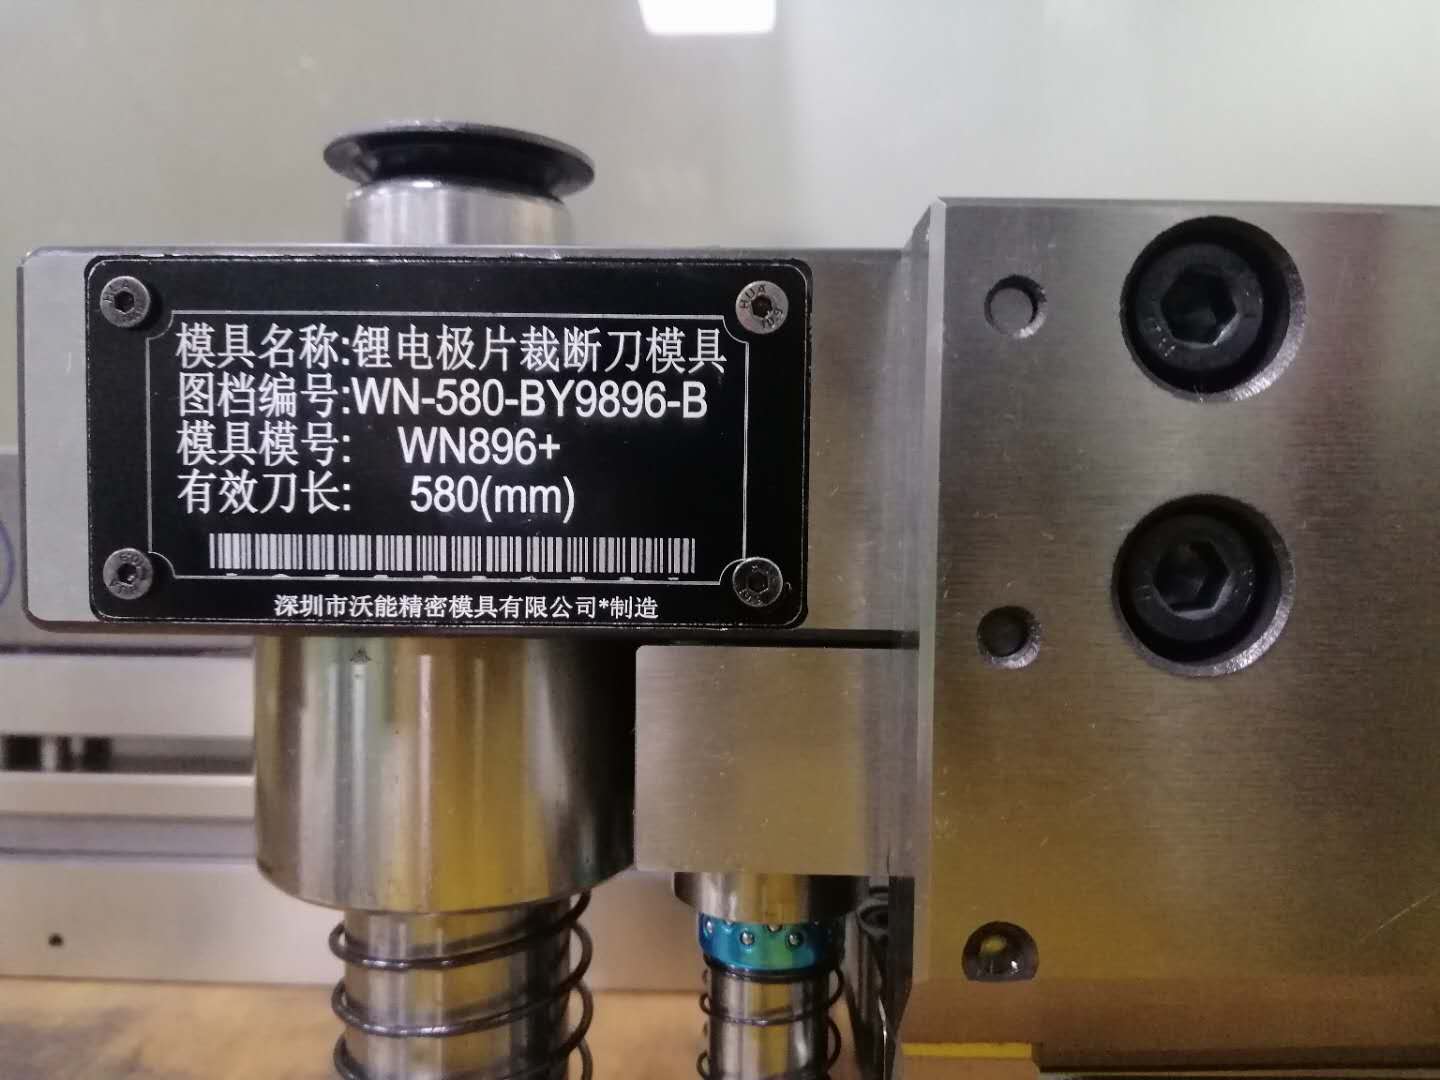 模具名称:锂电极片裁断刀模具
图档编号:WN-580-BY9896-B
模具模号: WN896+
有效刀长: 580(mm)
深圳市沃能精密模具有限公司*制造